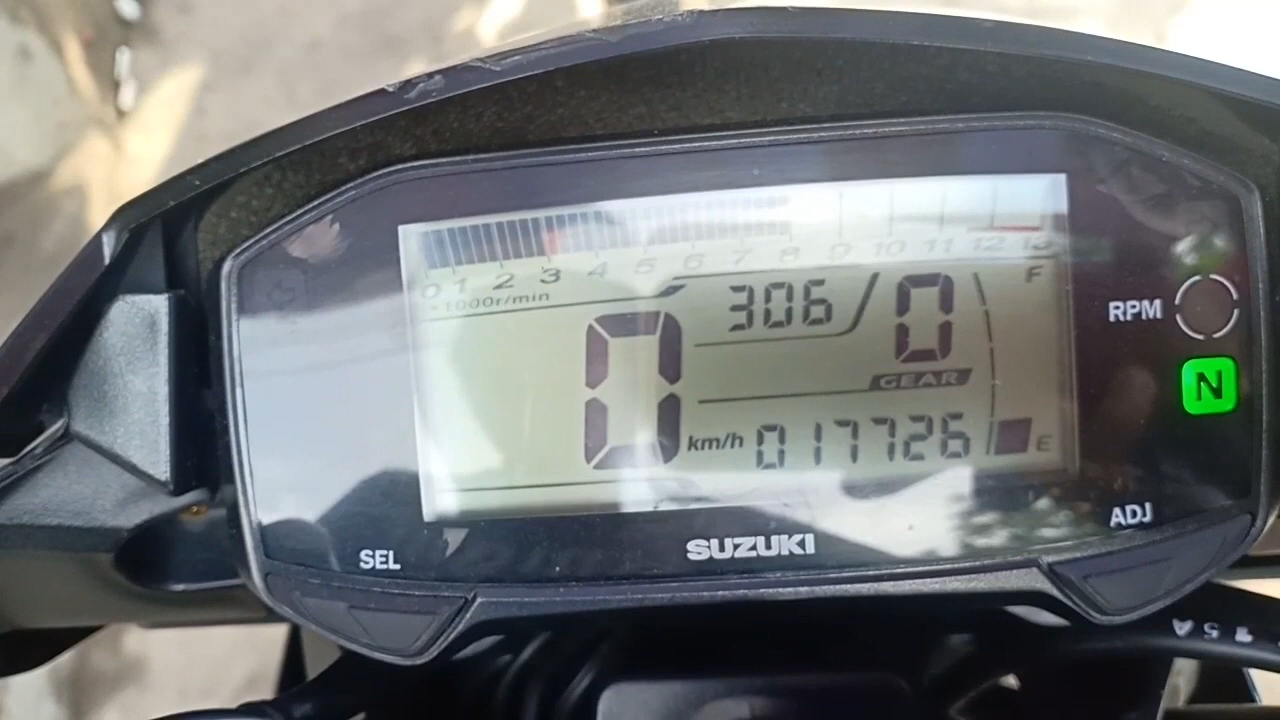 0 1 2 3 4 5 6 7 8 9 10 11 12 13
×1000r/min
306 0 F
GEAR
0 km/h 017726 E
RPM
N
SEL SUZUKI ADJ
15A